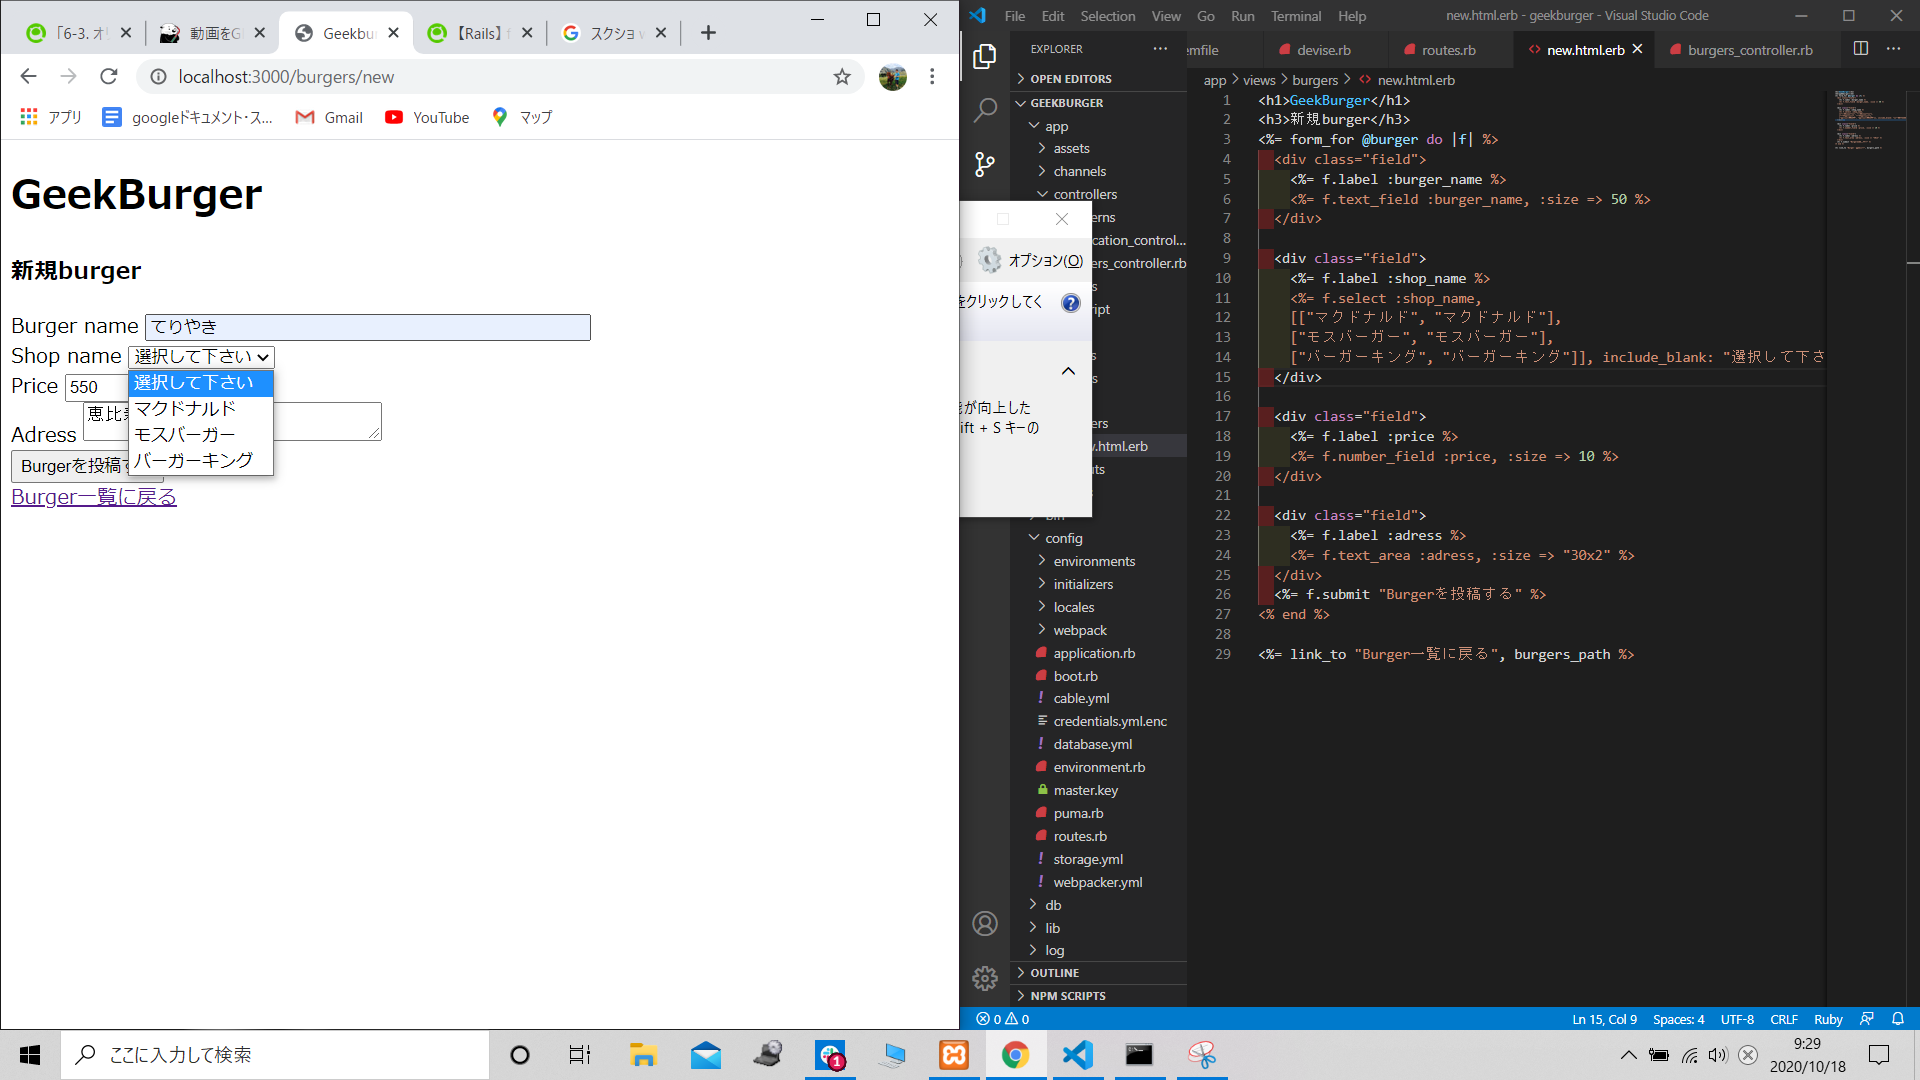 「6-3. オ
動画をG
Geekbu
【Rails】f
スクショ w
localhost:3000/burgers/new
アプリ
googleドキュメント・ス...
Gmail
YouTube
マップ
GeekBurger
新規burger
Burger name てりやき
Shop name 選択して下さい
選択して下さい
マクドナルド
モスバーガー
バーガーキング
Price 550
Adress 恵比
Burgerを投稿す
Burger一覧に戻る
オプション(O)
をクリックしてく
が向上した
ift + S キーの
File Edit Selection View Go Run Terminal Help
new.html.erb - geekburger - Visual Studio Code
EXPLORER
emfile
devise.rb
routes.rb
new.html.erb
burgers_controller.rb
app > views > burgers > new.html.erb
OPEN EDITORS
GEEKBURGER
app
assets
channels
controllers
erns
cation_control...
ers_controller.rb
s
ipt
s
s
ers
w.html.erb
uts
bin
config
environments
initializers
locales
webpack
application.rb
boot.rb
cable.yml
credentials.yml.enc
database.yml
environment.rb
master.key
puma.rb
routes.rb
storage.yml
webpacker.yml
db
lib
log
OUTLINE
NPM SCRIPTS
1 <h1>GeekBurger</h1>
2 <h3>新規burger</h3>
3 <%= form_for @burger do |f| %>
4 <div class="field">
5 <%= f.label :burger_name %>
6 <%= f.text_field :burger_name, :size => 50 %>
7 </div>
8
9 <div class="field">
10 <%= f.label :shop_name %>
11 <%= f.select :shop_name,
12 [["マクドナルド", "マクドナルド"],
13 ["モスバーガー", "モスバーガー"],
14 ["バーガーキング", "バーガーキング"]], include_blank: "選択して下さ
15 </div>
16
17 <div class="field">
18 <%= f.label :price %>
19 <%= f.number_field :price, :size => 10 %>
20 </div>
21
22 <div class="field">
23 <%= f.label :adress %>
24 <%= f.text_area :adress, :size => "30x2" %>
25 </div>
26 <%= f.submit "Burgerを投稿する" %>
27 <% end %>
28
29 <%= link_to "Burger一覧に戻る", burgers_path %>
0 0
Ln 15, Col 9 Spaces: 4 UTF-8 CRLF Ruby
ここに入力して検索
1
9:29
2020/10/18